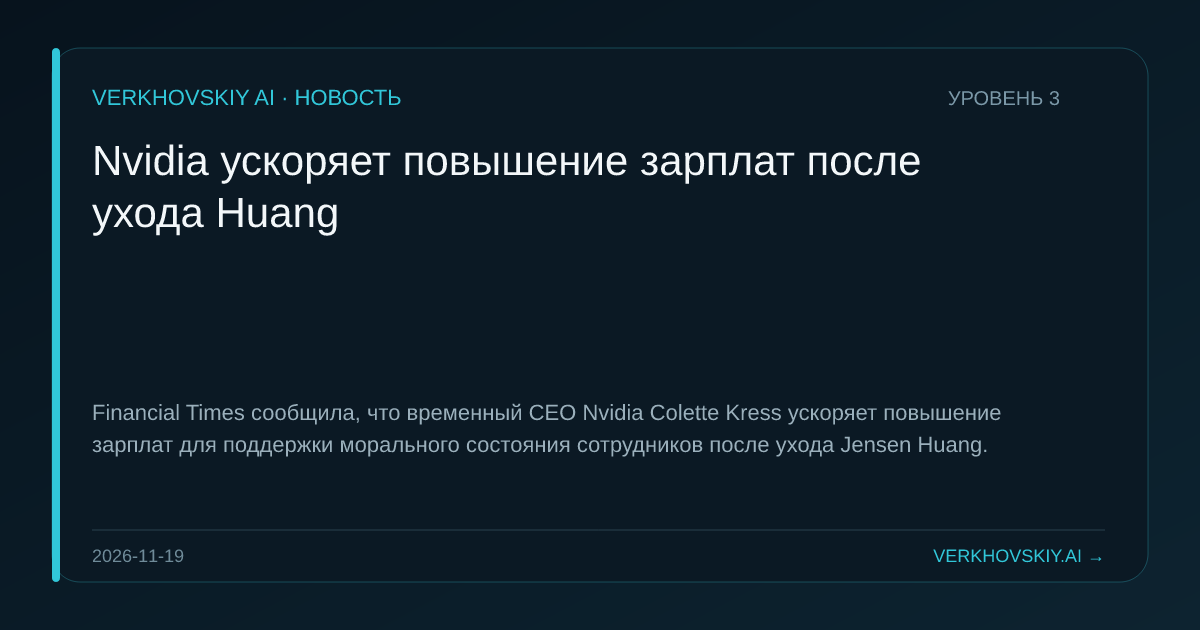 VERKHOVSKIY AI · НОВОСТЬ
УРОВЕНЬ 3
Nvidia ускоряет повышение зарплат после
ухода Huang
Financial Times сообщила, что временный CEO Nvidia Colette Kress ускоряет повышение
зарплат для поддержки морального состояния сотрудников после ухода Jensen Huang.
2026-11-19
VERKHOVSKIY.AI →